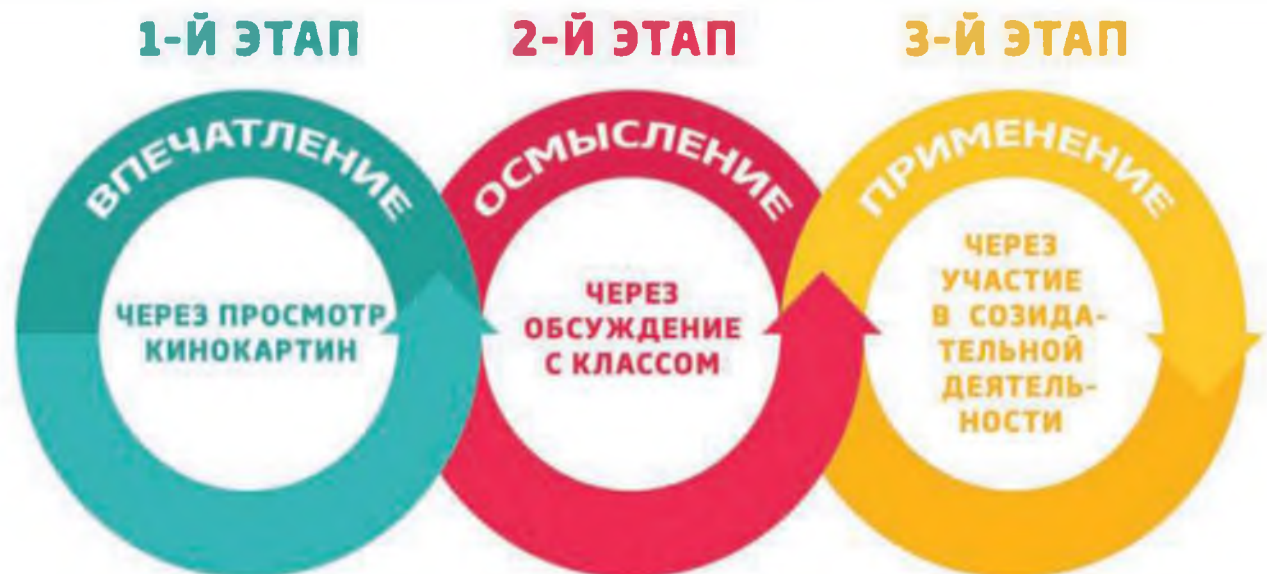 1-Й ЭТАП
2-Й ЭТАП
3-Й ЭТАП
ВПЕЧАТЛЕНИЕ
ЧЕРЕЗ ПРОСМОТР
КИНОКАРТИН
ОСМЫСЛЕНИЕ
ЧЕРЕЗ
ОБСУЖДЕНИЕ
С КЛАССОМ
ПРИМЕНЕНИЕ
ЧЕРЕЗ
УЧАСТИЕ
В СОЗИДА-
ТЕЛЬНОЙ
ДЕЯТЕЛЬ-
НОСТИ